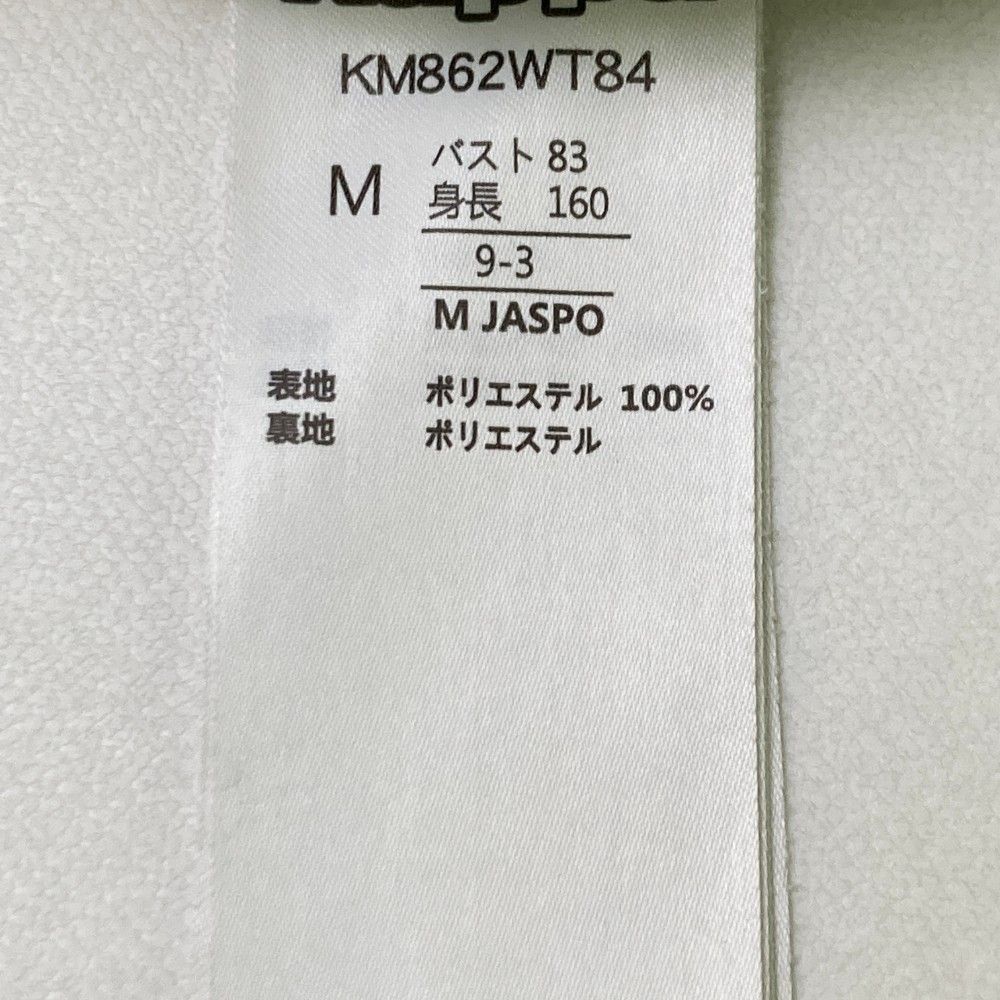 KM862WT84
M
バスト 83
身長 160
9-3
M JASPO
表地 ポリエステル 100%
裏地 ポリエステル